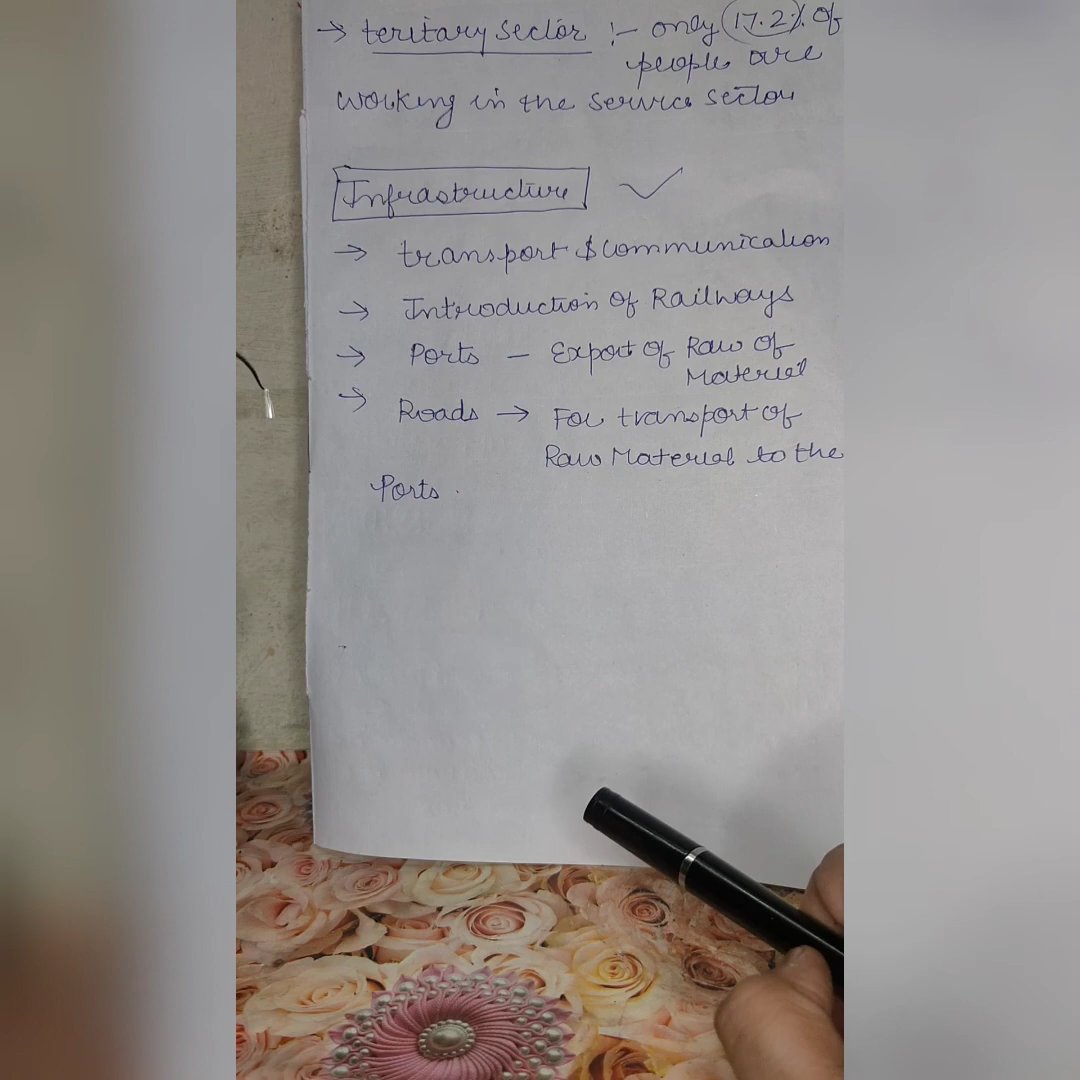 → teritary sector :- only 17.2% of
people are
working in the service sector
Infrastructure ✓
→ transport & communication
→ Introduction of Railways
→ Ports – Export of Raw of
Material
→ Roads → For transport of
Raw Material to the
Ports.